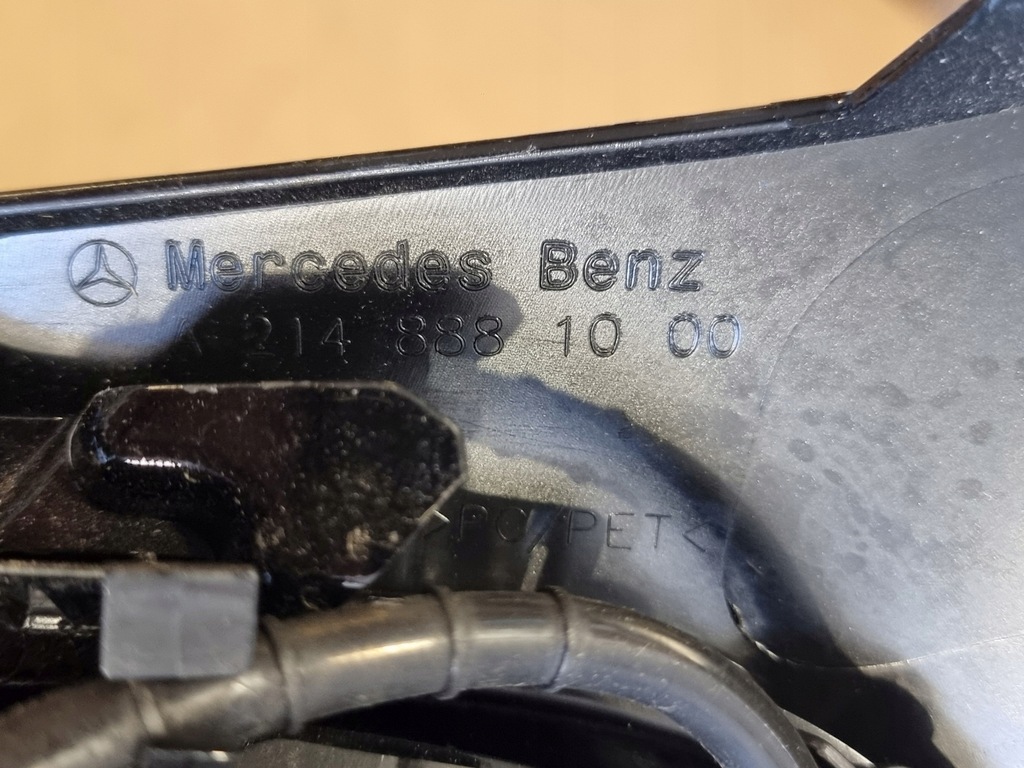 Mercedes Benz
A 214 888 10 00
>PC/PET<